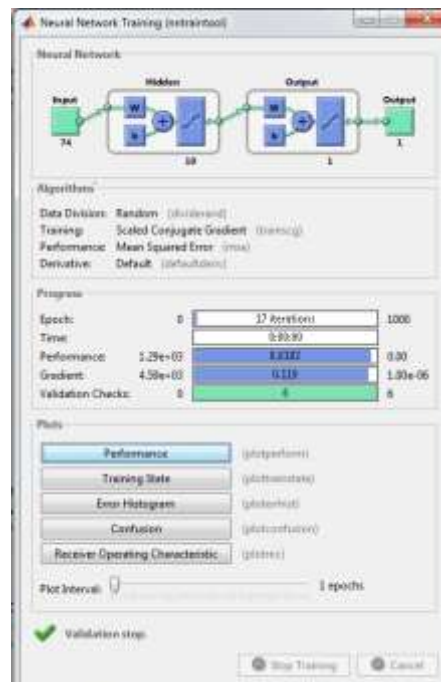 Neural Network Training (nntraintool)
Neural Network
Hidden
Output
Input
Output
W
b
+
W
b
+
74
10
1
1
Algorithms
Data Division: Random (dividerand)
Training: Scaled Conjugate Gradient (trainscg)
Performance: Mean Squared Error (mse)
Derivative: Default (defaultderiv)
Progress
Epoch: 0 17 iterations 1000
Time: 0:00:00
Performance: 1.29e+03 0.00
Gradient: 0.119 1.00e-06
Validation Checks: 0 6 6
Plots
Performance (plotperform)
Training State (plottrainstate)
Error Histogram (ploterrhist)
Confusion (plotconfusion)
Receiver Operating Characteristic (plotroc)
Plot Interval: 1 epochs
Validation stop.
Stop Training
Cancel